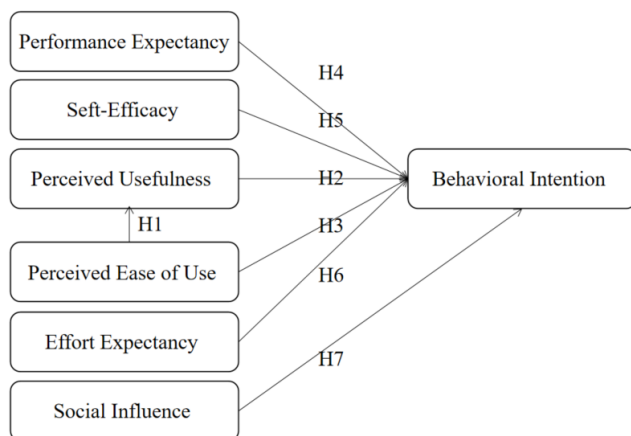 Performance Expectancy
H4
Seft-Efficacy
H5
Perceived Usefulness
H2
Behavioral Intention
H1
H3
Perceived Ease of Use
H6
Effort Expectancy
H7
Social Influence